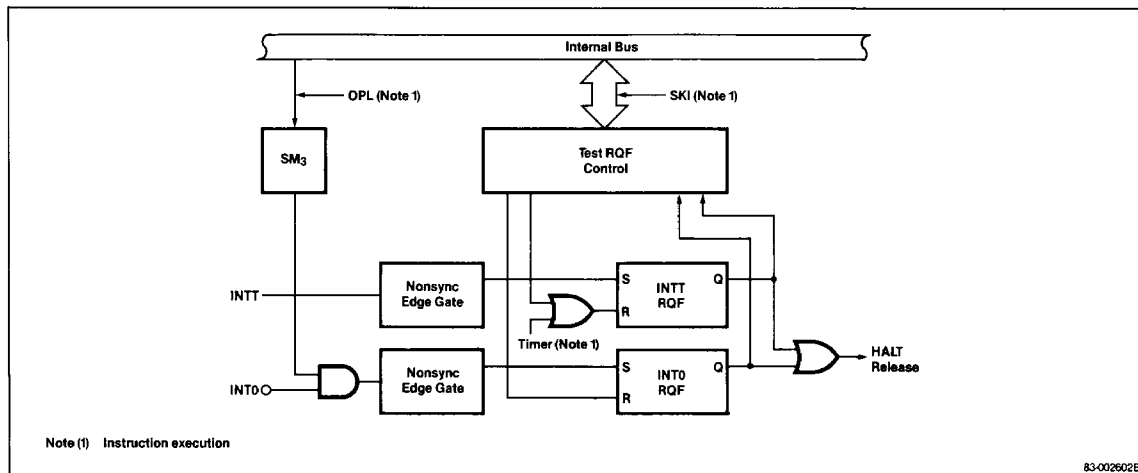 Internal Bus
OPL (Note 1)
SKI (Note 1)
SM3
Test RQF
Control
INTT
Nonsync
Edge Gate
S
Q
INTT
RQF
R
Timer (Note 1)
INT0
Nonsync
Edge Gate
S
Q
INT0
RQF
R
HALT
Release
Note (1) Instruction execution
83-002602B